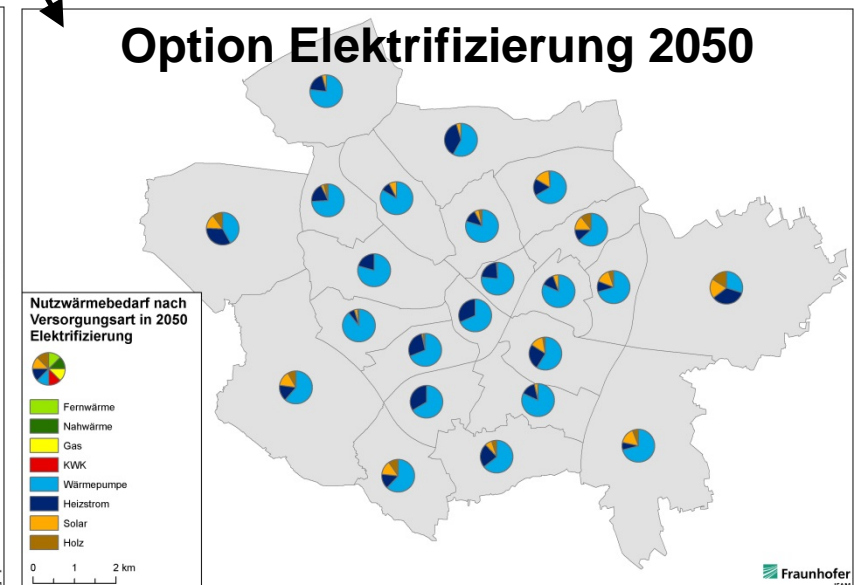 Option Elektrifizierung 2050
Nutzwärmebedarf nach
Versorgungsart in 2050
Elektrifizierung
Fernwärme
Nahwärme
Gas
KWK
Wärmepumpe
Heizstrom
Solar
Holz
0 1 2 km
Fraunhofer